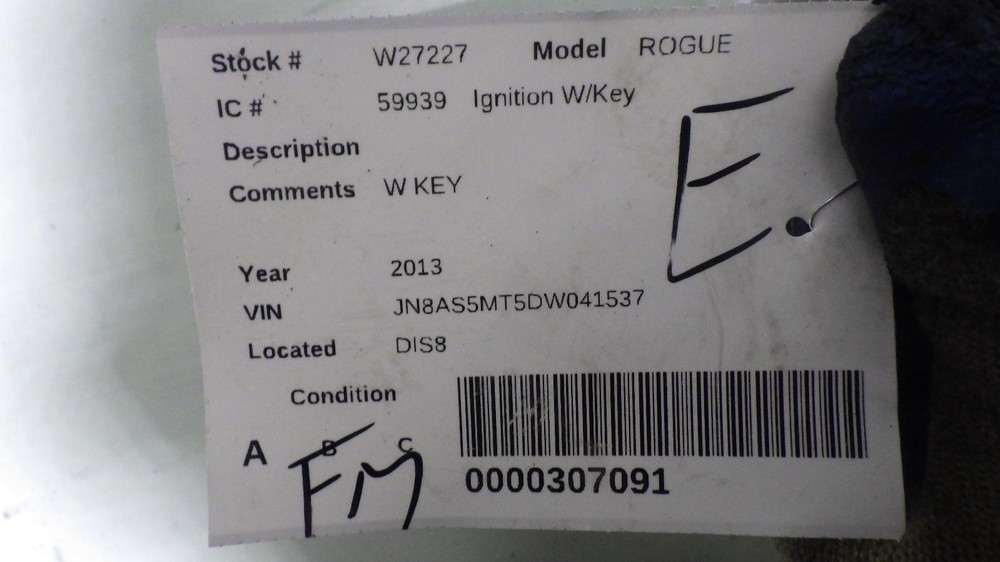 Stock # W27227 Model ROGUE
IC # 59939 Ignition W/Key
Description
Comments W KEY
E.
Year 2013
VIN JN8AS5MT5DW041537
Located DIS8
Condition
A B C
FM
0000307091